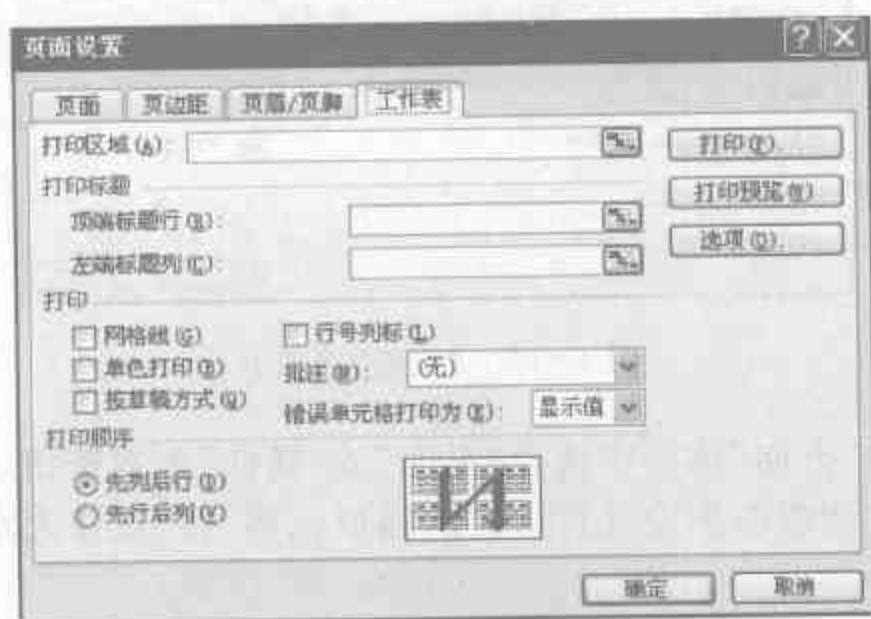 页面设置
页面 页边距 页眉/页脚 工作表
打印区域(A): 打印(P)...
打印标题 打印预览(W)
顶端标题行(R): 选项(O)...
左端标题列(C):
打印
网格线(G) 行号列标(L)
单色打印(B) 批注(M): (无)
按草稿方式(Q) 错误单元格打印为(E): 显示值
打印顺序
先列后行(D)
先行后列(V)
确定 取消